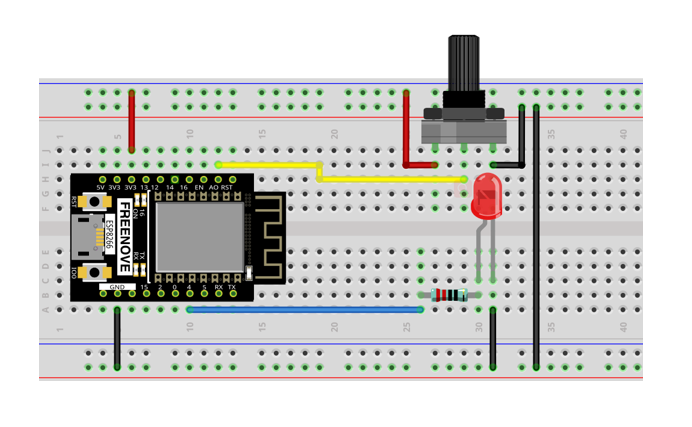 1 5 10 15 20 25 30 35 40
J
I
H
G
F
5V 3V3 3V3 13 12 14 16 EN AO RST
RST
ON
16
FREENOVE
ESP8266
RX
TX
IO0
GND 15 2 0 4 5 RX TX
E
D
C
B
A
1 5 10 15 20 25 30 35 40